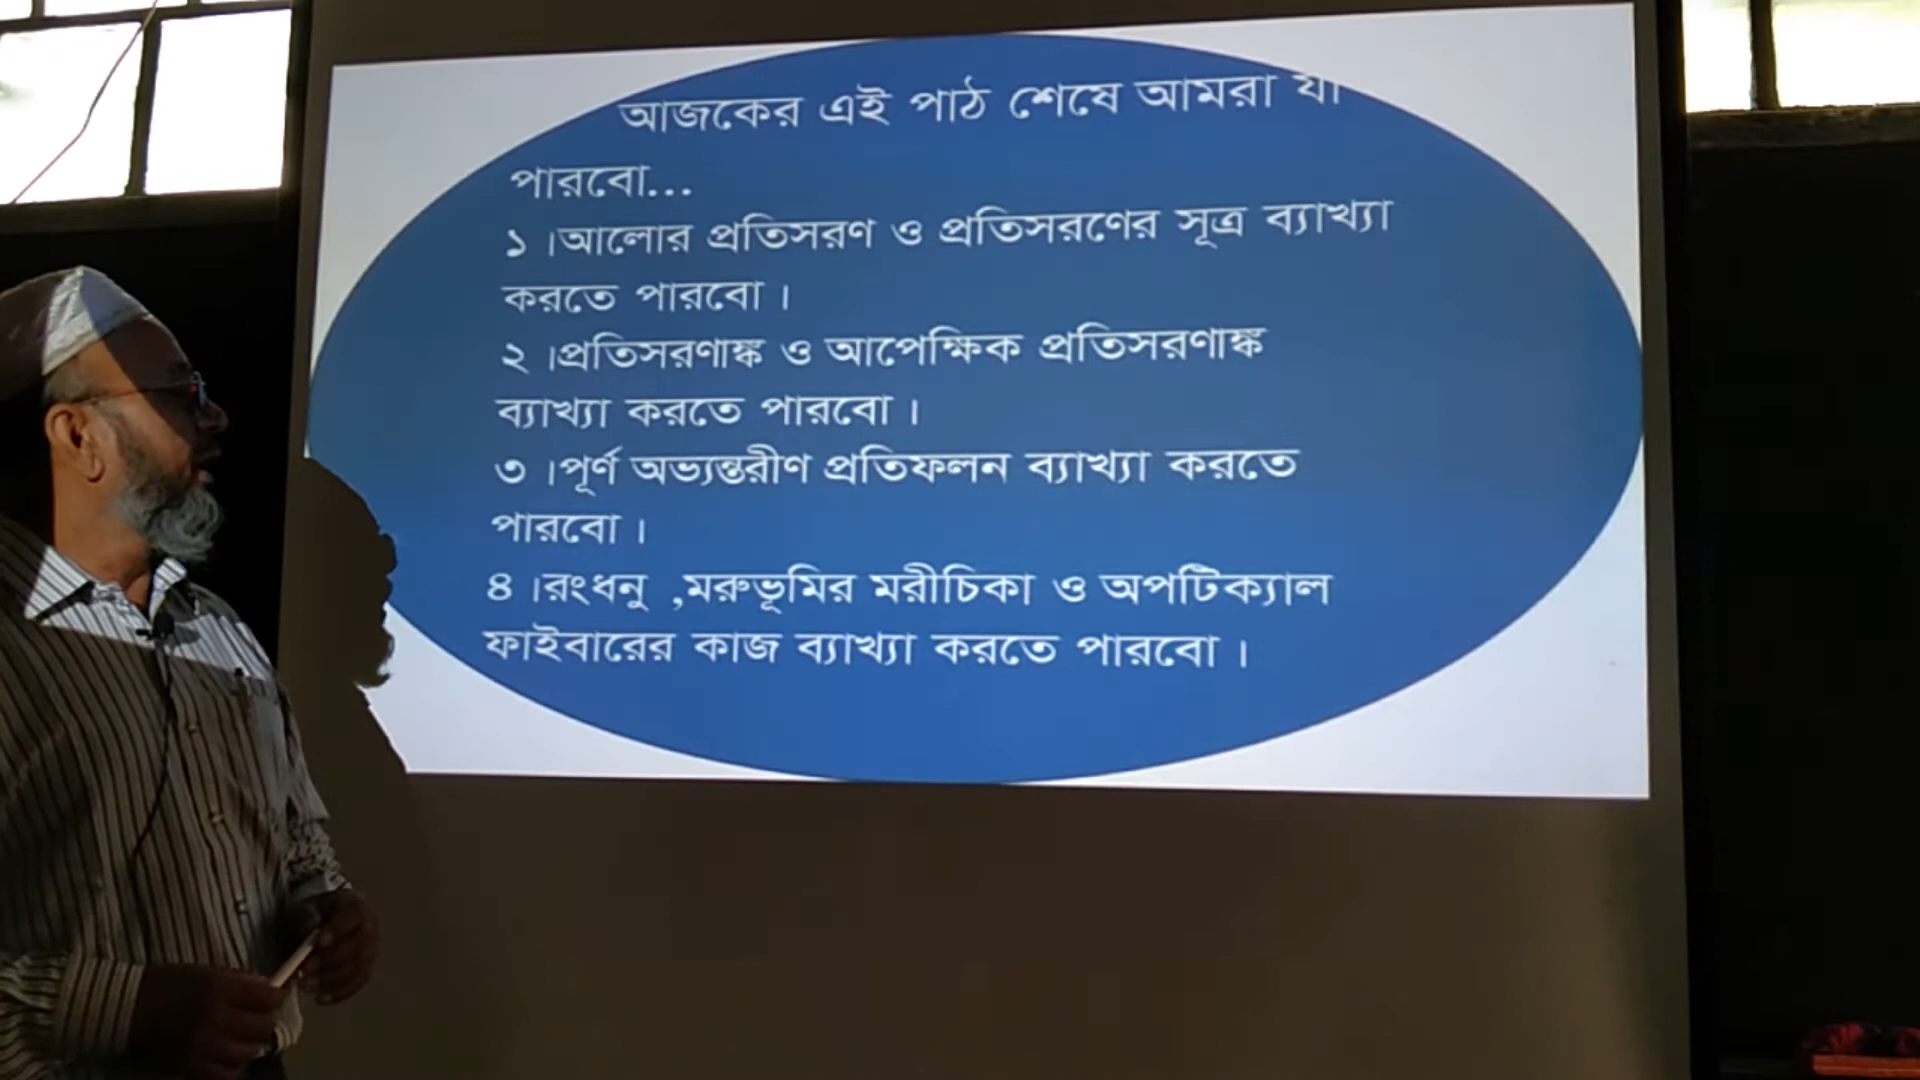 আজকের এই পাঠ শেষে আমরা যা
পারবো...
১ ।আলোর প্রতিসরণ ও প্রতিসরণের সূত্র ব্যাখ্যা
করতে পারবো ।
২ ।প্রতিসরণাঙ্ক ও আপেক্ষিক প্রতিসরণাঙ্ক
ব্যাখ্যা করতে পারবো ।
৩ ।পূর্ণ অভ্যন্তরীণ প্রতিফলন ব্যাখ্যা করতে
পারবো ।
৪ ।রংধনু ,মরুভূমির মরীচিকা ও অপটিক্যাল
ফাইবারের কাজ ব্যাখ্যা করতে পারবো ।